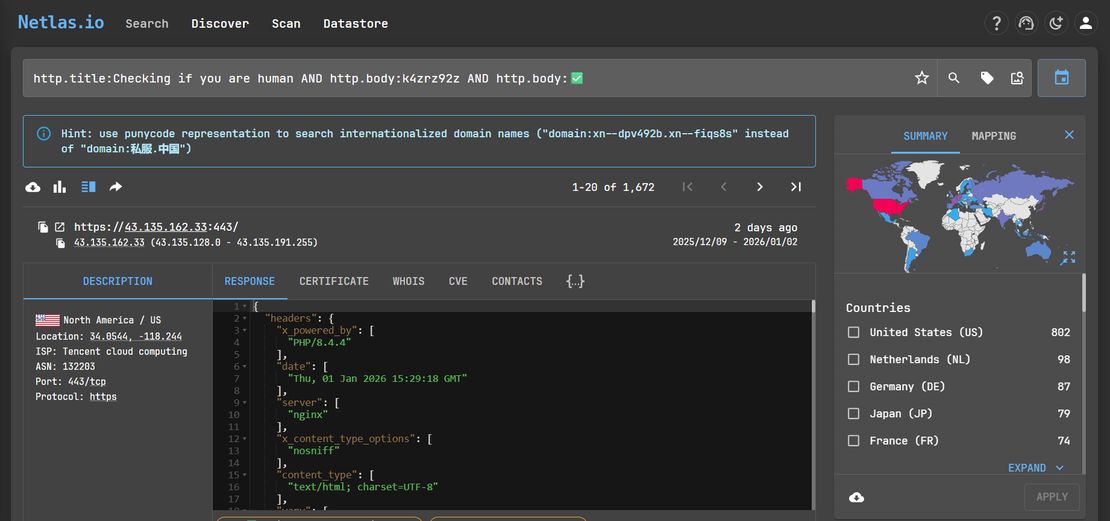 Netlas.io Search Discover Scan Datastore
http.title:Checking if you are human AND http.body:k4zrz92z AND http.body:✅
Hint: use punycode representation to search internationalized domain names ("domain:xn--dpv492b.xn--fiqs8s" instead
of "domain:私服.中国")
1-20 of 1,672
https://43.135.162.33:443/
2 days ago
43.135.162.33 (43.135.128.0 - 43.135.191.255)
2025/12/09 - 2026/01/02
DESCRIPTION
North America / US
Location: 34.0544, -118.244
ISP: Tencent cloud computing
ASN: 132203
Port: 443/tcp
Protocol: https
RESPONSE CERTIFICATE WHOIS CVE CONTACTS {..}
1 {
2 "headers": {
3 "x_powered_by": [
4 "PHP/8.4.4"
5 ],
6 "date": [
7 "Thu, 01 Jan 2026 15:29:18 GMT"
8 ],
9 "server": [
10 "nginx"
11 ],
12 "x_content_type_options": [
13 "nosniff"
14 ],
15 "content_type": [
16 "text/html; charset=UTF-8"
17 ],
SUMMARY MAPPING
Countries
United States (US) 802
Netherlands (NL) 98
Germany (DE) 87
Japan (JP) 79
France (FR) 74
EXPAND
APPLY